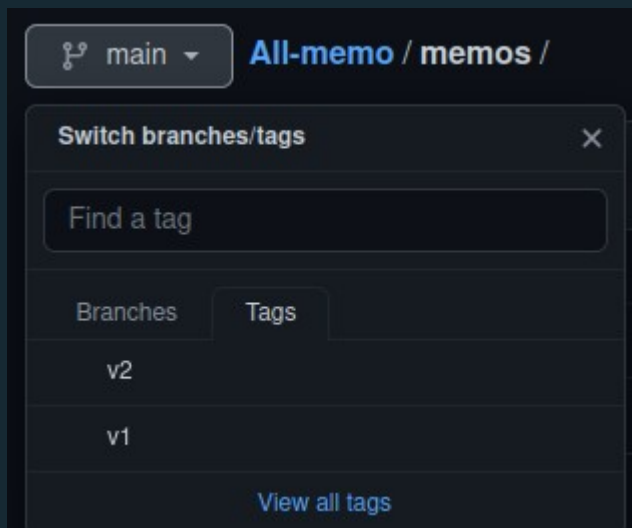 main All-memo / memos /
Switch branches/tags
Find a tag
Branches Tags
v2
v1
View all tags